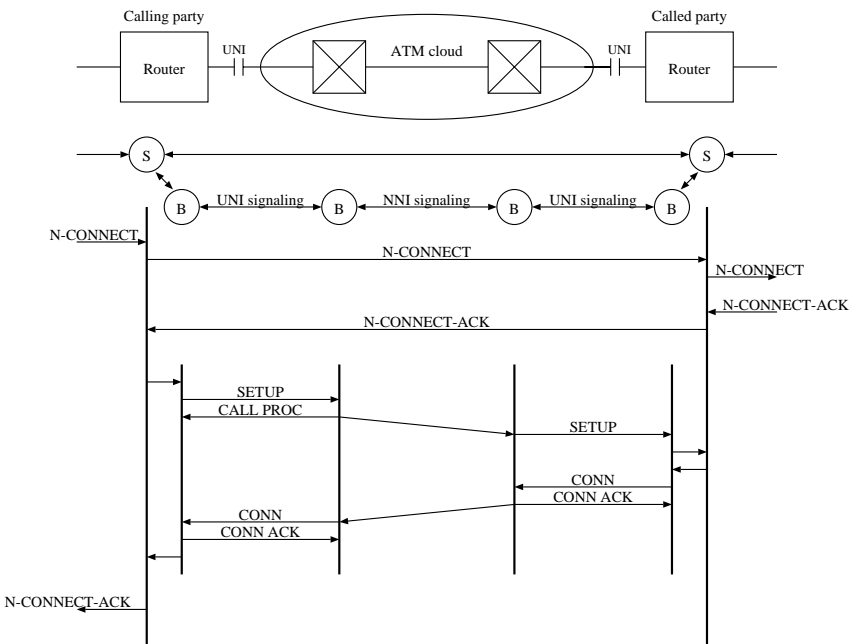 Calling party
Called party
UNI
UNI
Router
ATM cloud
Router
S
S
B
UNI signaling
B
NNI signaling
B
UNI signaling
B
N-CONNECT
N-CONNECT
N-CONNECT
N-CONNECT-ACK
N-CONNECT-ACK
SETUP
CALL PROC
SETUP
CONN
CONN ACK
CONN
CONN ACK
N-CONNECT-ACK